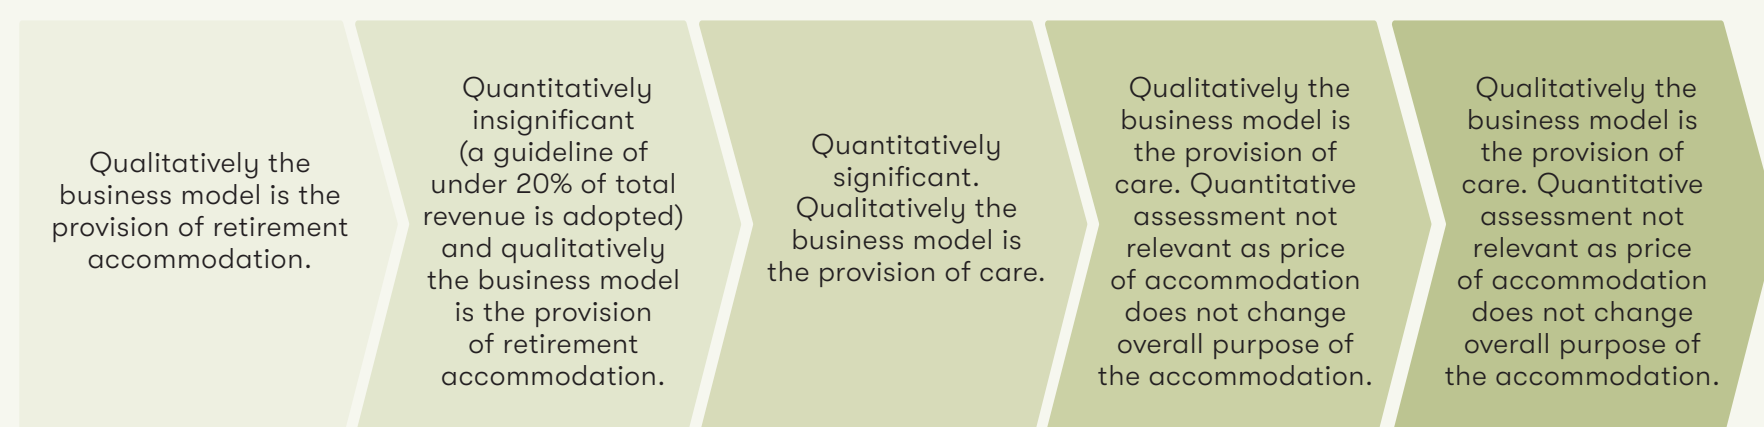 Qualitatively the
business model is the
provision of retirement
accommodation.
Quantitatively
insignificant
(a guideline of
under 20% of total
revenue is adopted)
and qualitatively
the business model
is the provision
of retirement
accommodation.
Quantitatively
significant.
Qualitatively the
business model is
the provision of care.
Qualitatively the
business model is
the provision of
care. Quantitative
assessment not
relevant as price
of accommodation
does not change
overall purpose of
the accommodation.
Qualitatively the
business model is
the provision of
care. Quantitative
assessment not
relevant as price
of accommodation
does not change
overall purpose of
the accommodation.